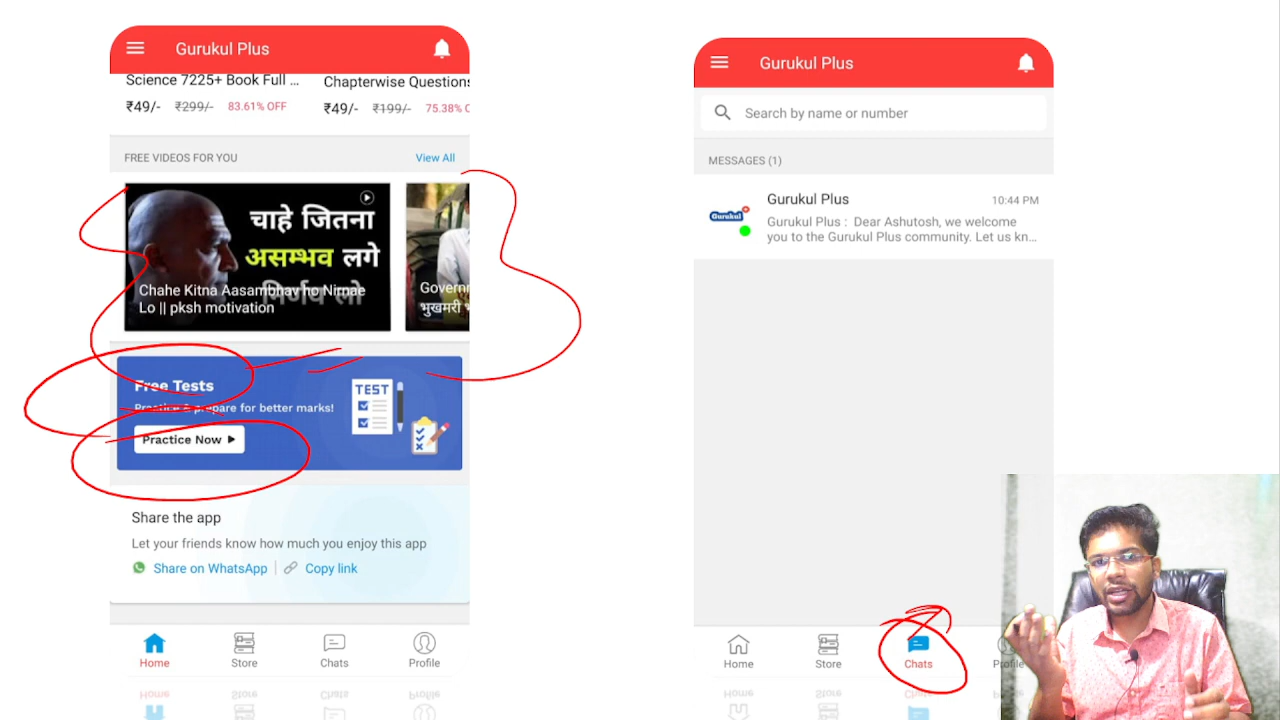 Gurukul Plus
Science 7225+ Book Full ...
₹49/- ₹299/- 83.61% OFF
Chapterwise Questions
₹49/- ₹199/- 75.38%
FREE VIDEOS FOR YOU
View All
चाहे जितना
असम्भव लगे
निर्णय लो
Chahe Kitna Aasambhav ho Nirnae
Lo || pksh motivation
Govern
भुखमरी
Free Tests
Practice & prepare for better marks!
Practice Now
TEST
Share the app
Let your friends know how much you enjoy this app
Share on WhatsApp
Copy link
Home
Store
Chats
Profile
Gurukul Plus
Search by name or number
MESSAGES (1)
Gurukul
Gurukul Plus
10:44 PM
Gurukul Plus : Dear Ashutosh, we welcome
you to the Gurukul Plus community. Let us kn...
Home
Store
Chats
Profile